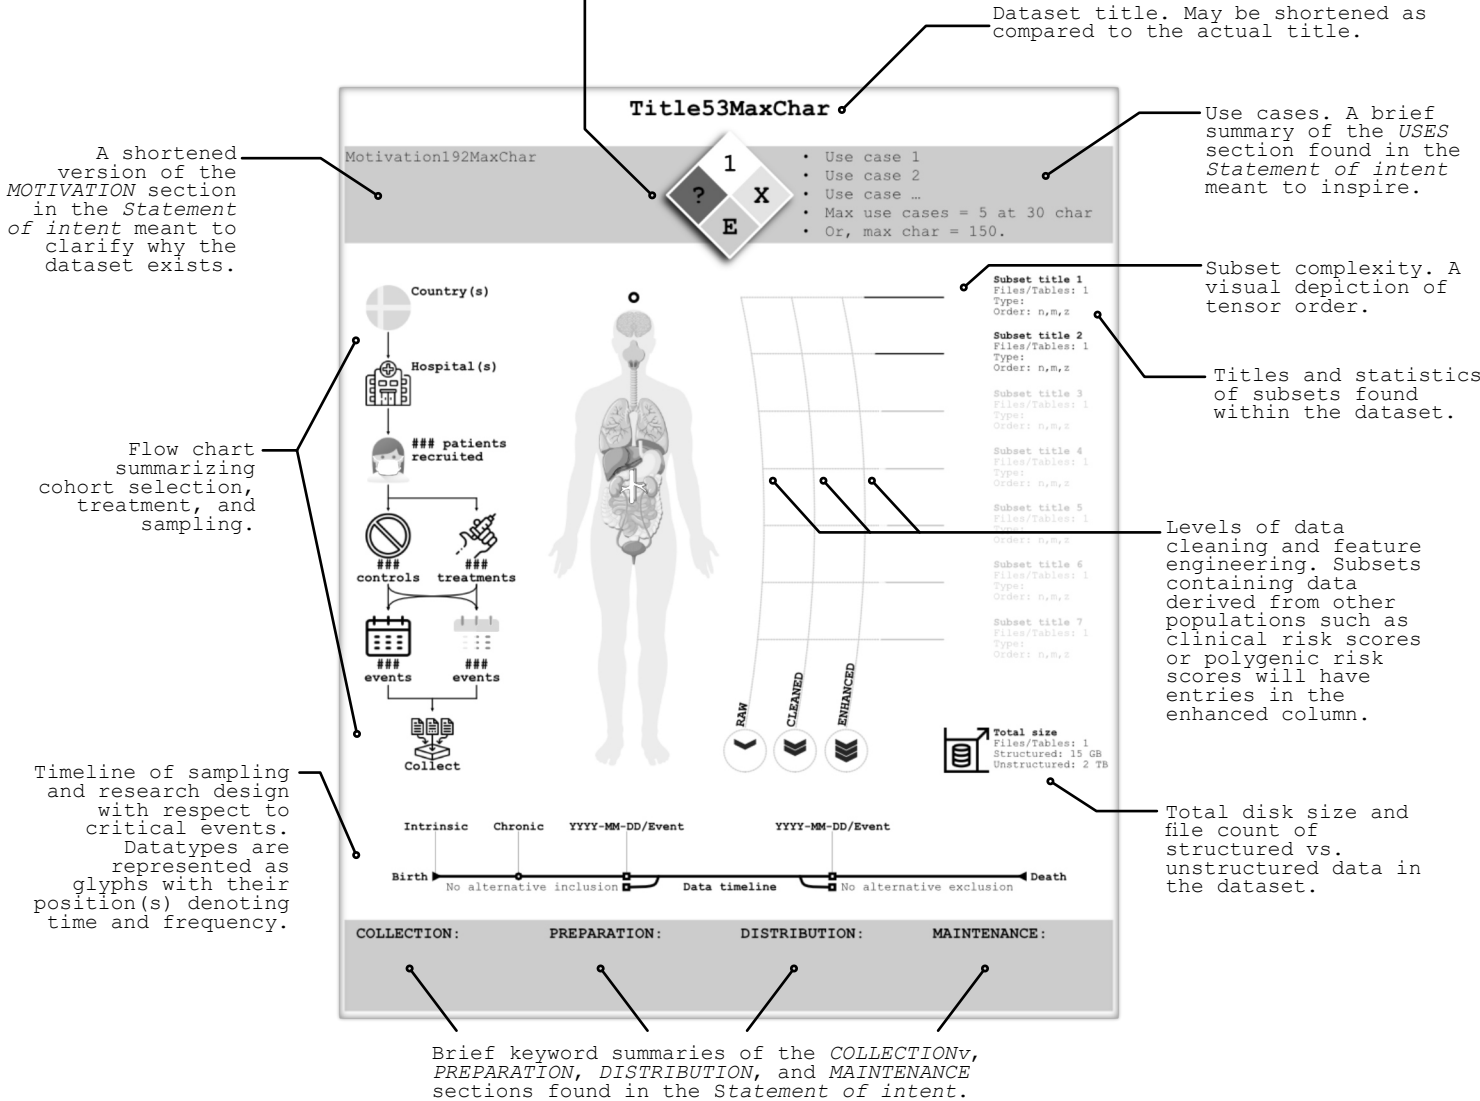 Dataset title. May be shortened as
compared to the actual title.
Title53MaxChar
Use cases. A brief
summary of the USES
section found in the
Statement of intent
meant to inspire.
A shortened
version of the
MOTIVATION section
in the Statement
of intent meant to
clarify why the
dataset exists.
Motivation192MaxChar
1
?
X
E
• Use case 1
• Use case 2
• Use case …
• Max use cases = 5 at 30 char
• Or, max char = 150.
Subset complexity. A
visual depiction of
tensor order.
Titles and statistics
of subsets found
within the dataset.
Flow chart
summarizing
cohort selection,
treatment, and
sampling.
Country(s)
Hospital(s)
### patients
recruited
###
controls
###
treatments
###
events
###
events
Collect
Subset title 1
Files/Tables: 1
Type:
Order: n,m,z
Subset title 2
Files/Tables: 1
Type:
Order: n,m,z
Subset title 3
Files/Tables: 1
Type:
Order: n,m,z
Subset title 4
Files/Tables: 1
Type:
Order: n,m,z
Subset title 5
Files/Tables: 1
Type:
Order: n,m,z
Subset title 6
Files/Tables: 1
Type:
Order: n,m,z
Subset title 7
Files/Tables: 1
Type:
Order: n,m,z
RAW
CLEANED
ENHANCED
Levels of data
cleaning and feature
engineering. Subsets
containing data
derived from other
populations such as
clinical risk scores
or polygenic risk
scores will have
entries in the
enhanced column.
Total size
Files/Tables: 1
Structured: 15 GB
Unstructured: 2 TB
Total disk size and
file count of
structured vs.
unstructured data in
the dataset.
Timeline of sampling
and research design
with respect to
critical events.
Datatypes are
represented as
glyphs with their
position(s) denoting
time and frequency.
Intrinsic
Chronic
YYYY-MM-DD/Event
YYYY-MM-DD/Event
Birth
Death
No alternative inclusion
Data timeline
No alternative exclusion
COLLECTION:
PREPARATION:
DISTRIBUTION:
MAINTENANCE:
Brief keyword summaries of the COLLECTIONv,
PREPARATION, DISTRIBUTION, and MAINTENANCE
sections found in the Statement of intent.